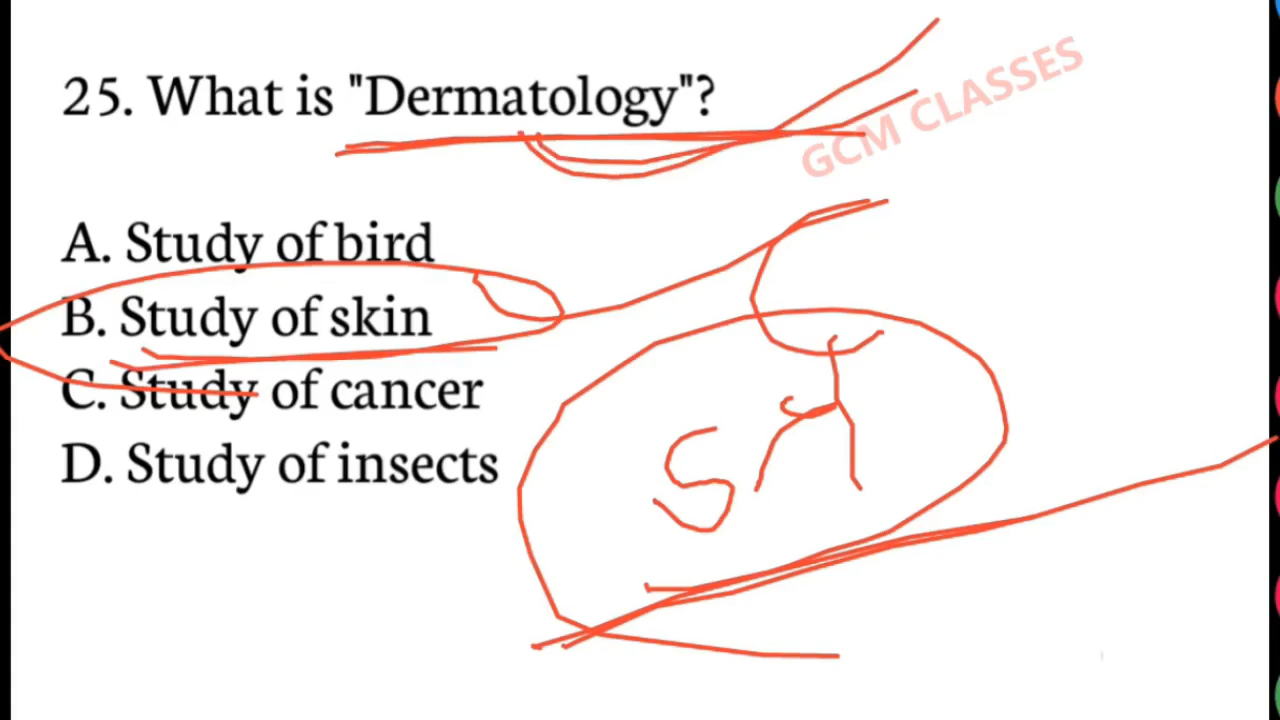 25. What is "Dermatology"?
GCM CLASSES
A. Study of bird
B. Study of skin
C. Study of cancer
D. Study of insects